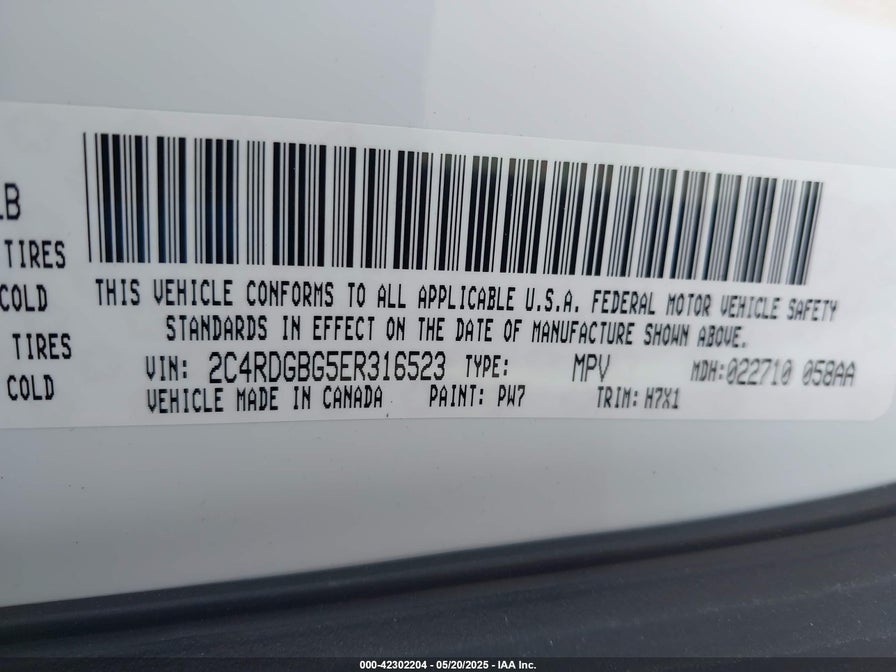 LB
TIRES
COLD
TIRES
COLD
THIS VEHICLE CONFORMS TO ALL APPLICABLE U.S.A. FEDERAL MOTOR VEHICLE SAFETY
STANDARDS IN EFFECT ON THE DATE OF MANUFACTURE SHOWN ABOVE.
VIN: 2C4RDGBG5ER316523 TYPE: MPV MDH:022710 058AA
VEHICLE MADE IN CANADA PAINT: PW7 TRIM: H7X1
000-42302204 - 05/20/2025 - IAA Inc.